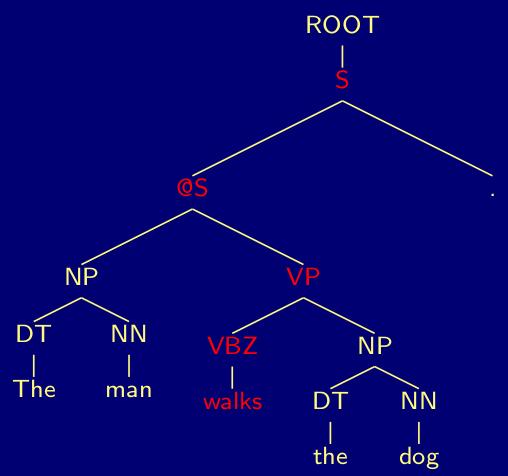 ROOT
S
@S .
NP VP
DT NN VBZ NP
The man walks DT NN
the dog